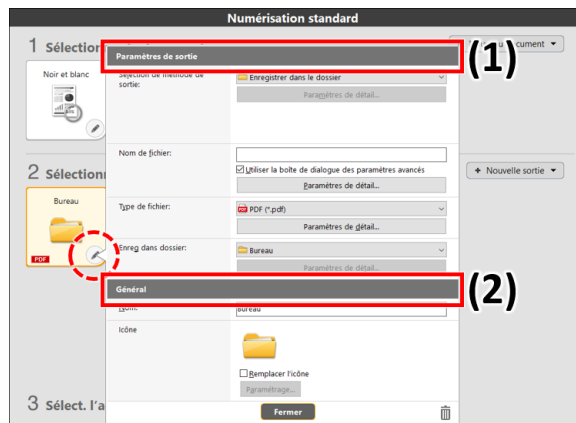 Numérisation standard
1 Sélection
cument
Paramètres de sortie
(1)
Noir et blanc
Sélection de méthode de
sortie:
Enregistrer dans le dossier
Paramètres de détail...
Nom de fichier:
Utiliser la boîte de dialogue des paramètres avancés
Paramètres de détail...
2 Sélection
+ Nouvelle sortie
Bureau
PDF
Type de fichier:
PDF (*.pdf)
Paramètres de détail...
Enreg dans dossier:
Bureau
Paramètres de détail...
Général
(2)
Nom:
Bureau
Icône
Remplacer l'icône
Paramétrage...
3 Sélect. l'a
Fermer